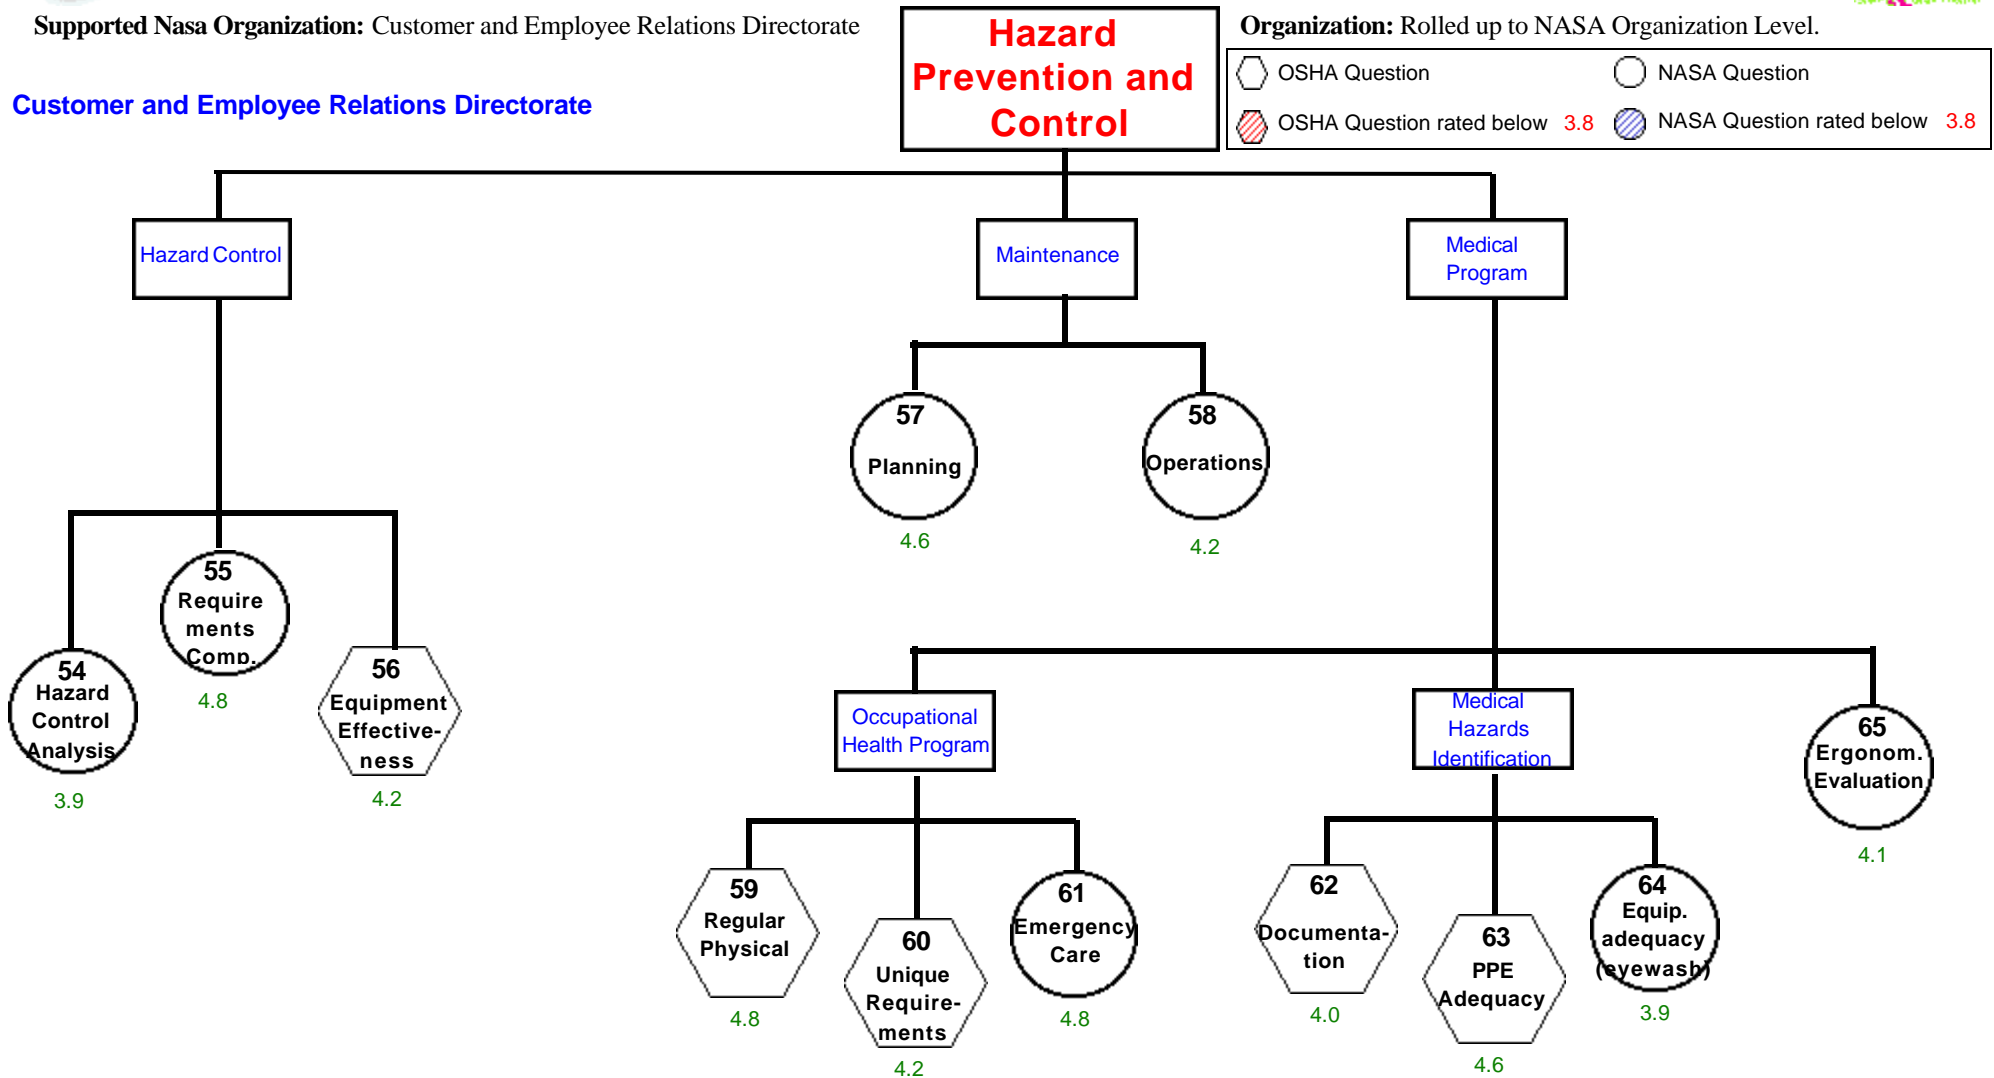 Supported Nasa Organization: Customer and Employee Relations Directorate
Customer and Employee Relations Directorate
Hazard
Prevention and
Control
Organization: Rolled up to NASA Organization Level.
OSHA Question
NASA Question
OSHA Question rated below 3.8
NASA Question rated below 3.8
Hazard Control
Maintenance
Medical
Program
57
Planning
4.6
58
Operations
4.2
54
Hazard
Control
Analysis
3.9
55
Require
ments
Comp.
4.8
56
Equipment
Effective-
ness
4.2
Occupational
Health Program
Medical
Hazards
Identification
65
Ergonom.
Evaluation
4.1
59
Regular
Physical
4.8
60
Unique
Require-
ments
4.2
61
Emergency
Care
4.8
62
Documenta-
tion
4.0
63
PPE
Adequacy
4.6
64
Equip.
adequacy
(eyewash)
3.9